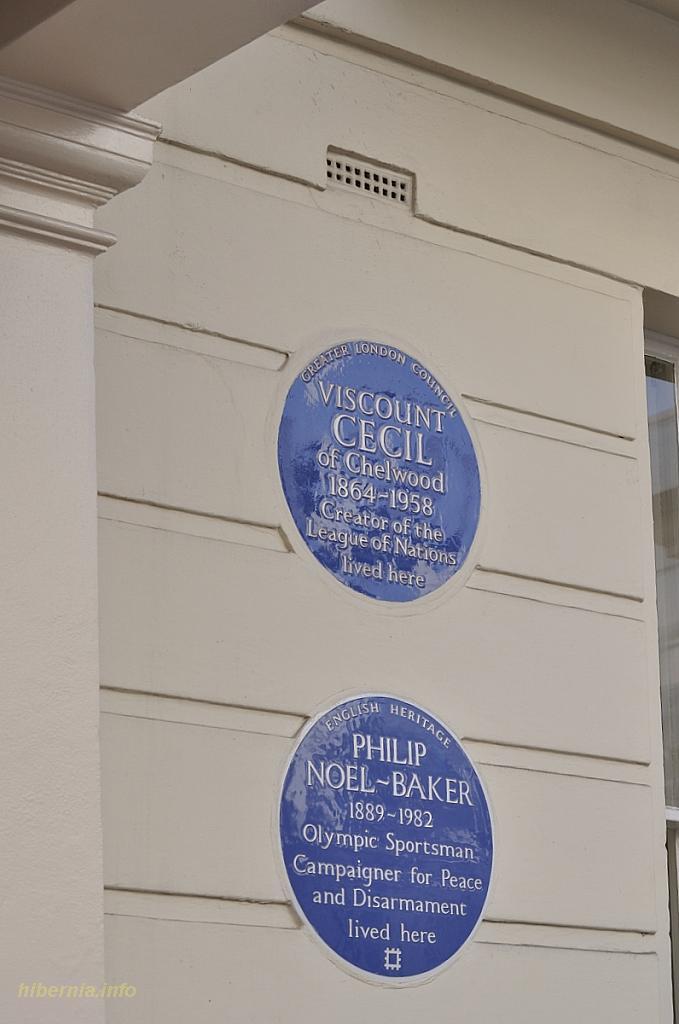 GREATER LONDON COUNCIL
VISCOUNT
CECIL
of Chelwood
1864~1958
Creator of the
League of Nations
lived here
ENGLISH HERITAGE
PHILIP
NOEL~BAKER
1889~1982
Olympic Sportsman
Campaigner for Peace
and Disarmament
lived here
hibernia.info